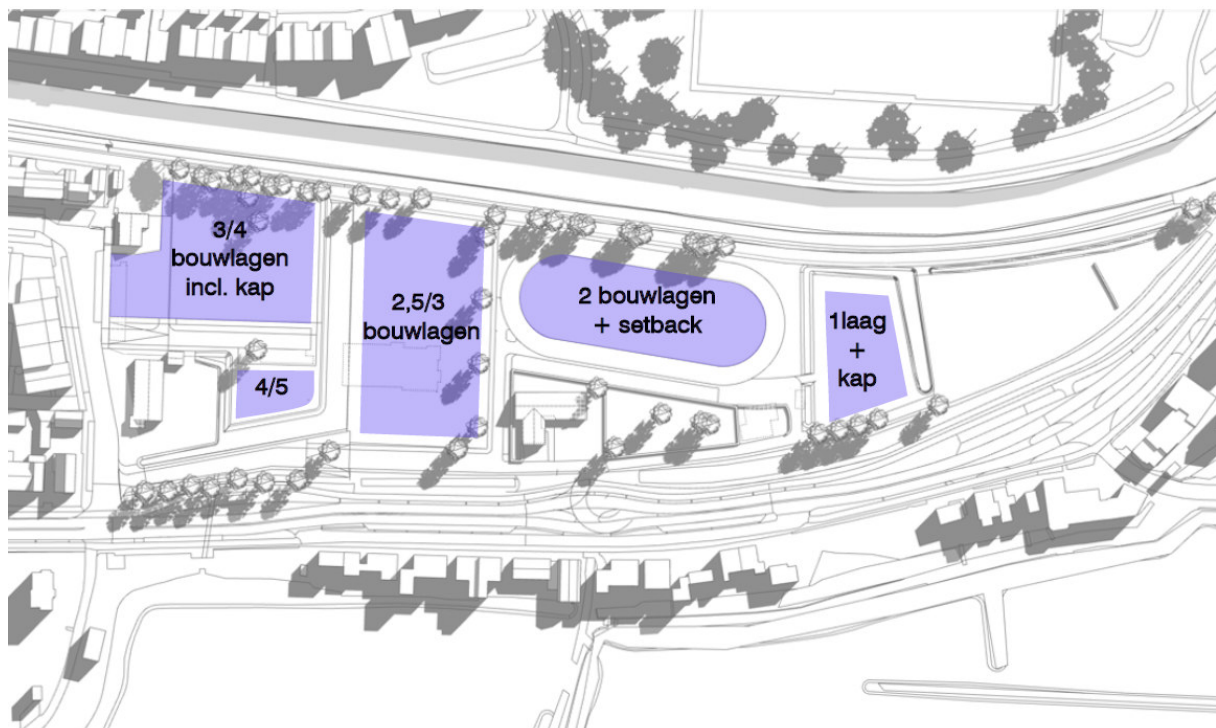 3/4
bouwlagen
incl. kap
4/5
2,5/3
bouwlagen
2 bouwlagen
+ setback
1laag
+
kap